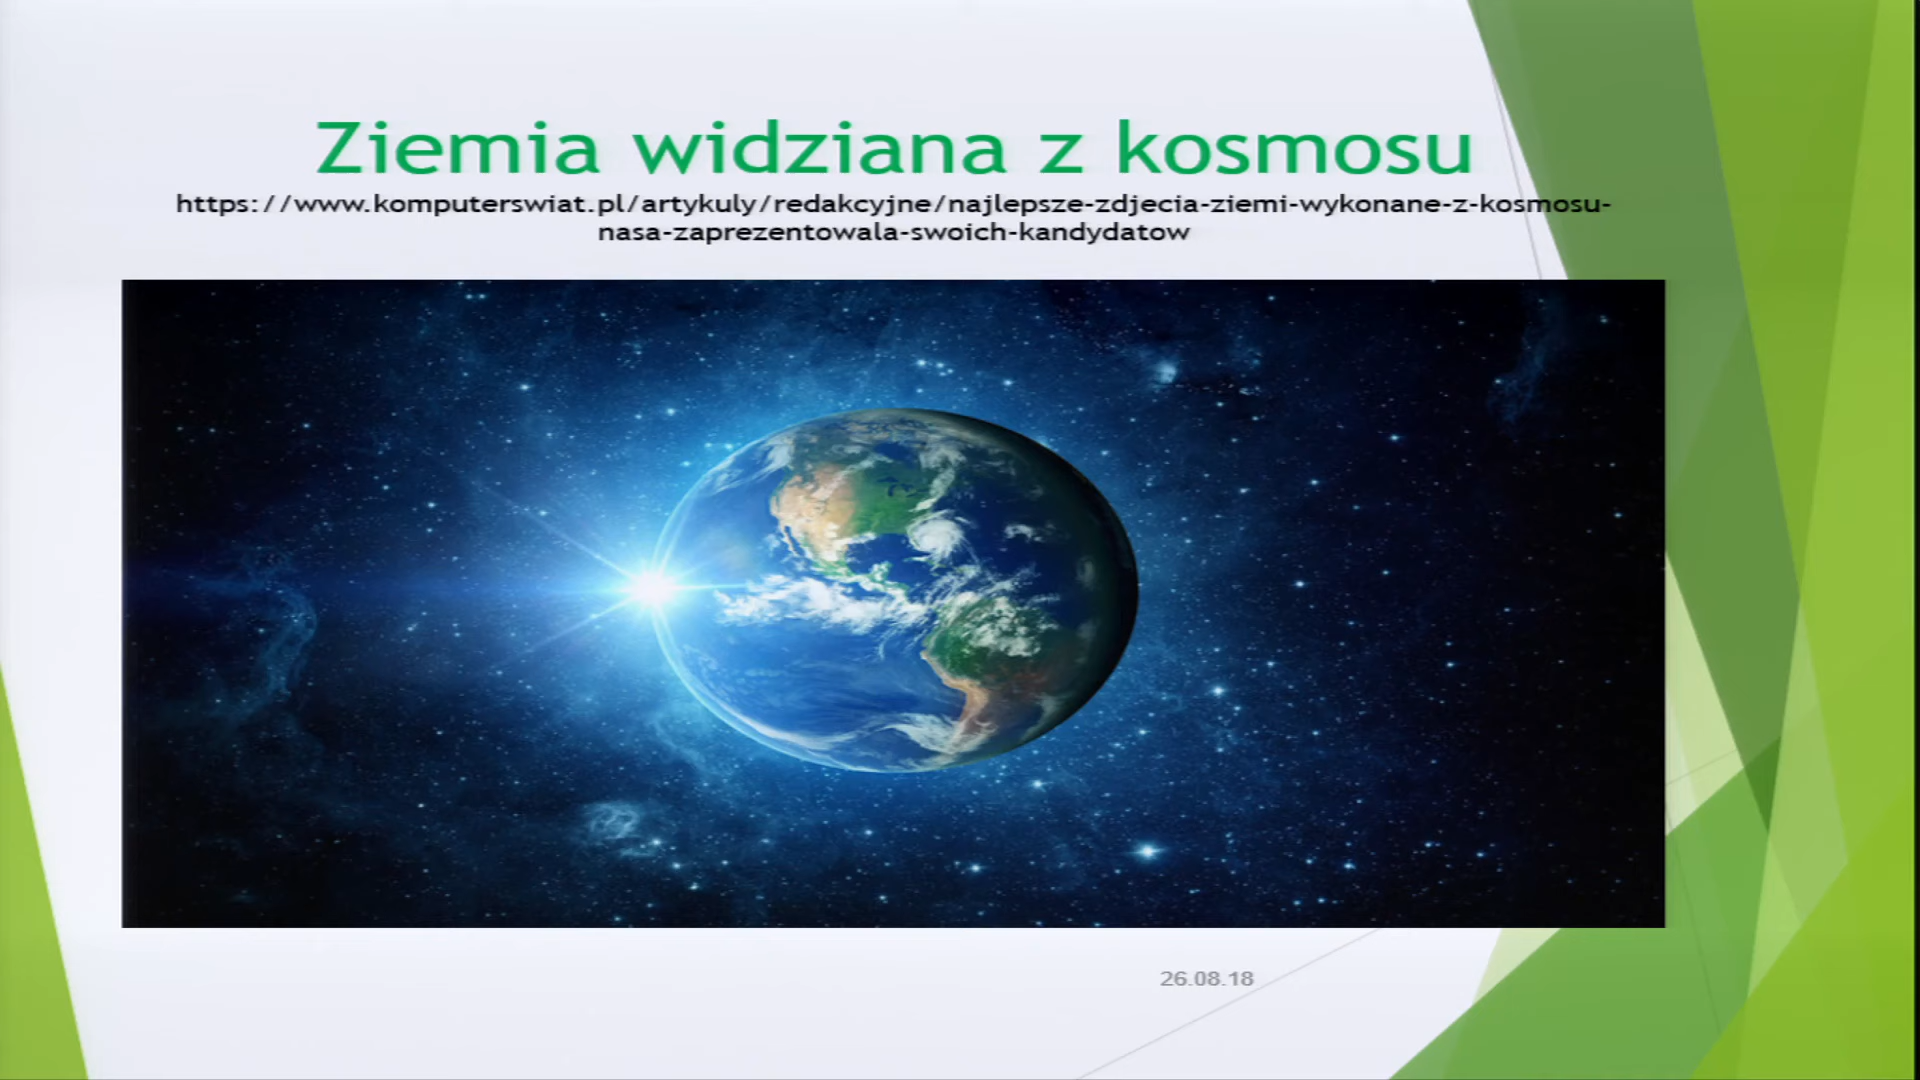 Ziemia widziana z kosmosu
https://www.komputerswiat.pl/artykuly/redakcyjne/najlepsze-zdjecia-ziemi-wykonane-z-kosmosu-
nasa-zaprezentowala-swoich-kandydatow
26.08.18